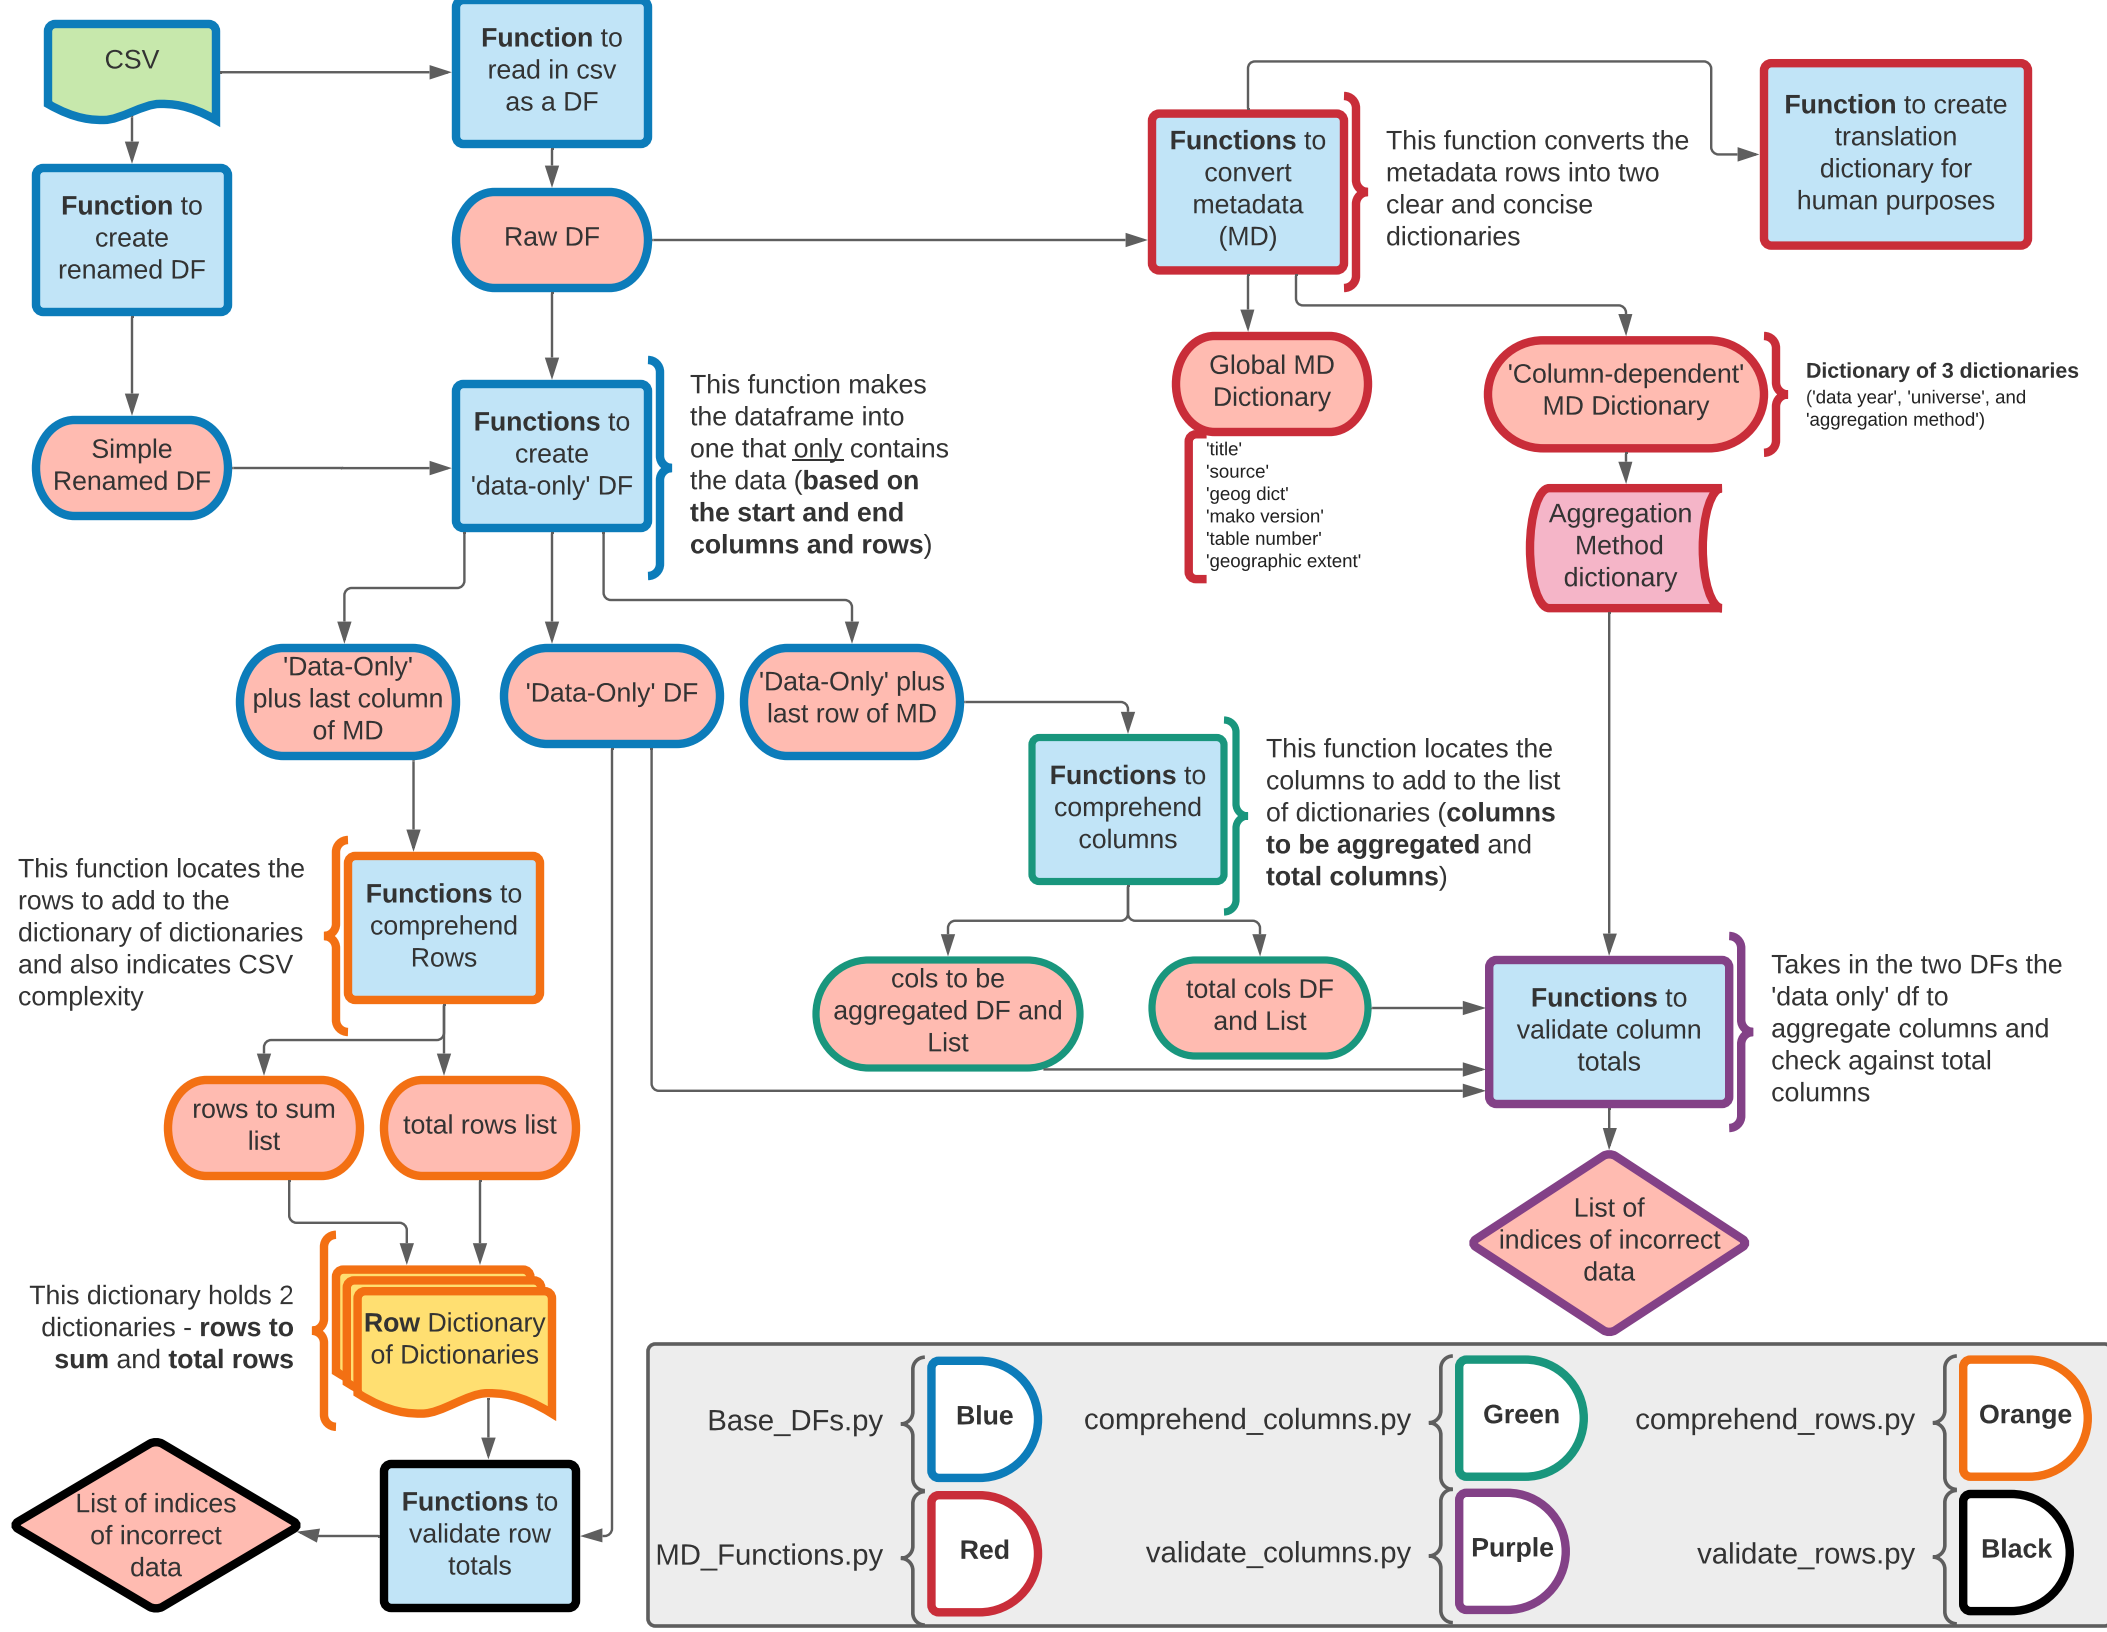 CSV
Function to
read in csv
as a DF
Function to
create
renamed DF
Raw DF
Functions to
convert
metadata
(MD)
This function converts the
metadata rows into two
clear and concise
dictionaries
Function to create
translation
dictionary for
human purposes
Simple
Renamed DF
Functions to
create
'data-only' DF
This function makes
the dataframe into
one that only contains
the data (based on
the start and end
columns and rows)
Global MD
Dictionary
'title'
'source'
'geog dict'
'mako version'
'table number'
'geographic extent'
'Column-dependent'
MD Dictionary
Dictionary of 3 dictionaries
('data year', 'universe', and
'aggregation method')
Aggregation
Method
dictionary
'Data-Only'
plus last column
of MD
'Data-Only' DF
'Data-Only' plus
last row of MD
Functions to
comprehend
columns
This function locates the
columns to add to the list
of dictionaries (columns
to be aggregated and
total columns)
This function locates the
rows to add to the
dictionary of dictionaries
and also indicates CSV
complexity
Functions to
comprehend
Rows
cols to be
aggregated DF and
List
total cols DF
and List
Functions to
validate column
totals
Takes in the two DFs the
'data only' df to
aggregate columns and
check against total
columns
rows to sum
list
total rows list
List of
indices of incorrect
data
This dictionary holds 2
dictionaries - rows to
sum and total rows
Row Dictionary
of Dictionaries
List of indices
of incorrect
data
Functions to
validate row
totals
Base_DFs.py
Blue
comprehend_columns.py
Green
comprehend_rows.py
Orange
MD_Functions.py
Red
validate_columns.py
Purple
validate_rows.py
Black